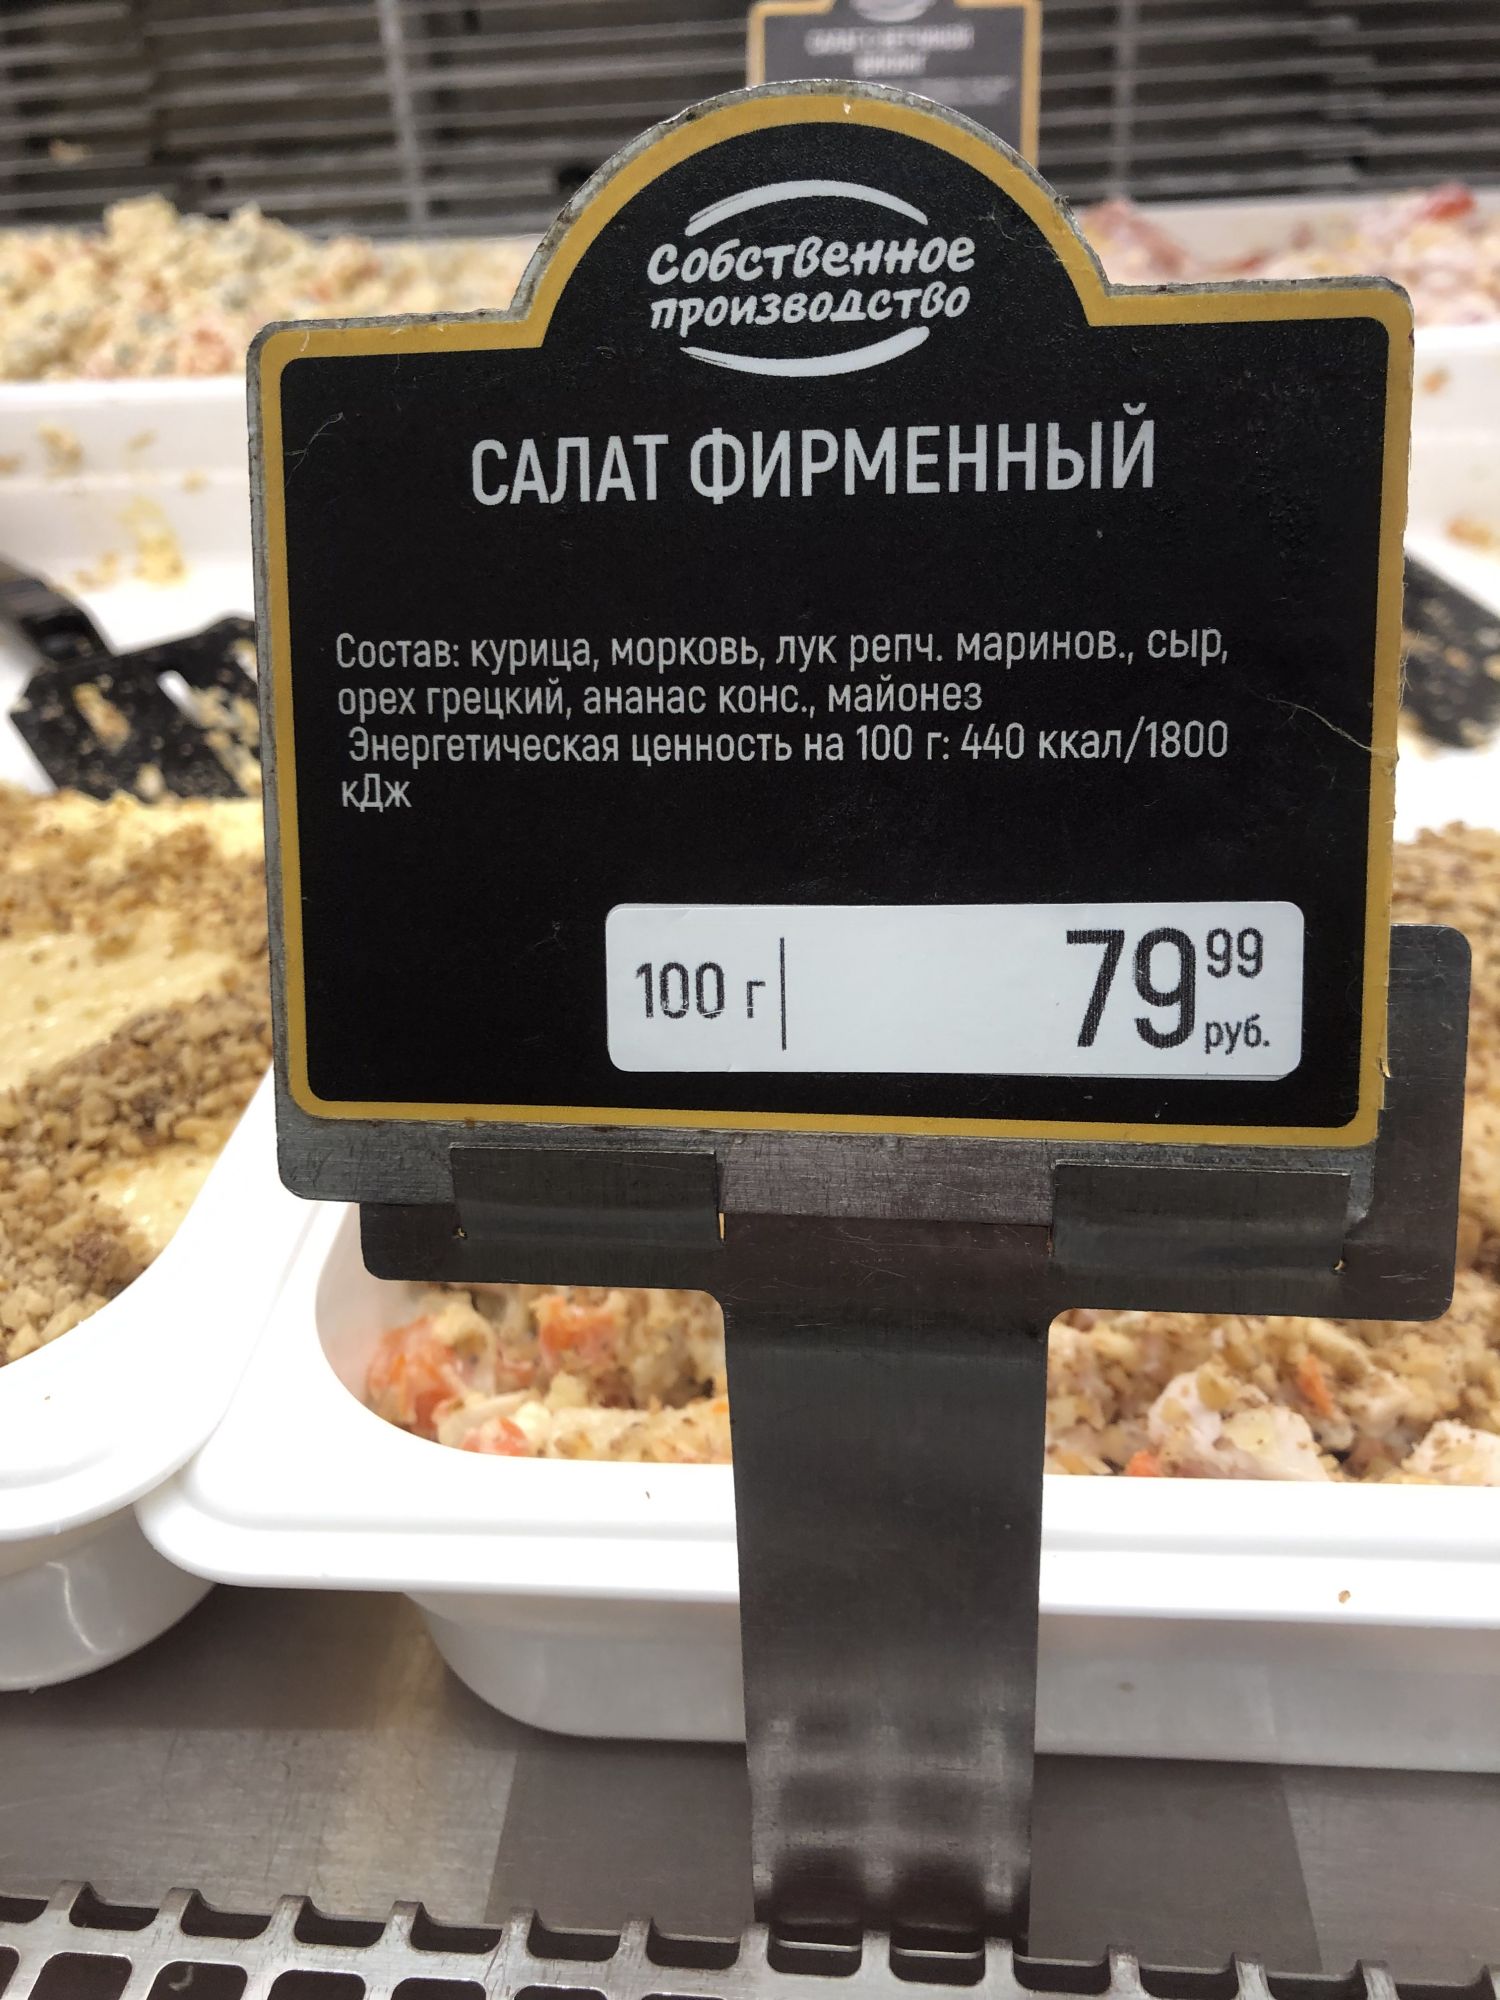 Собственное
производство
САЛАТ ФИРМЕННЫЙ
Состав: курица, морковь, лук репч. маринов., сыр,
орех грецкий, ананас конс., майонез
Энергетическая ценность на 100 г: 440 ккал/1800
кДж
100 г 79 99
руб.